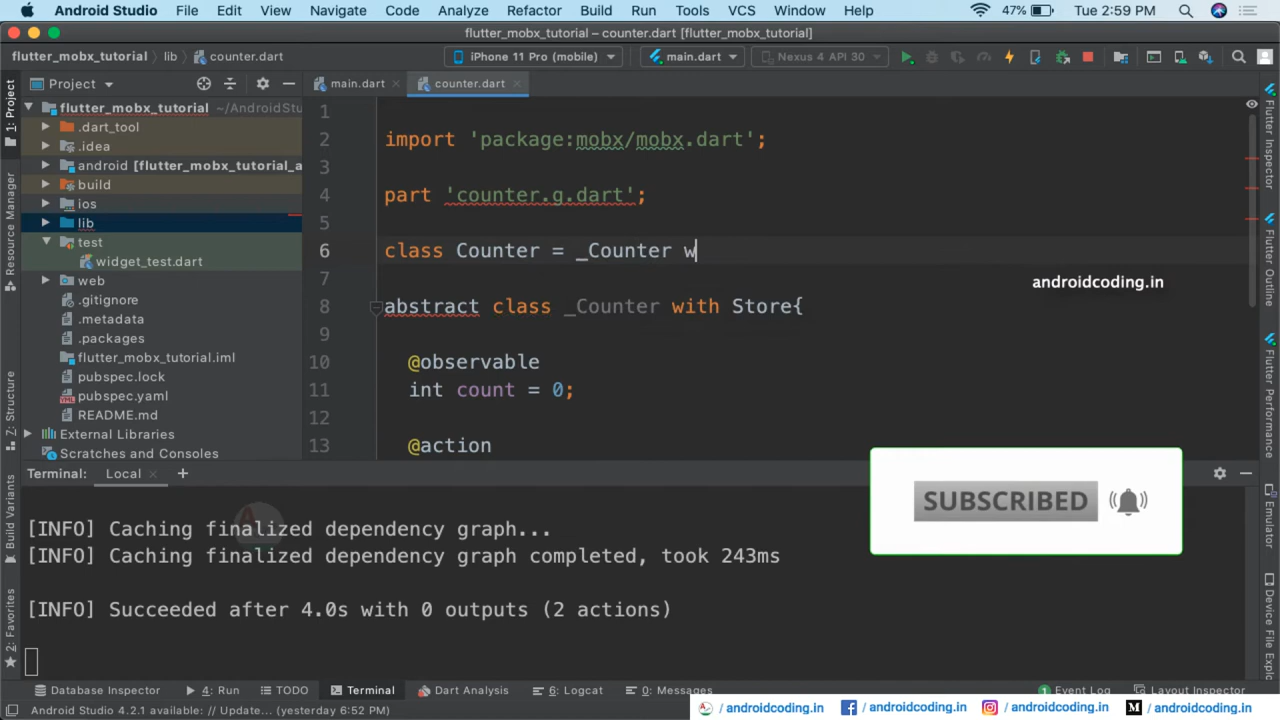 Android Studio File Edit View Navigate Code Analyze Refactor Build Run Tools VCS Window Help 47% Tue 2:59 PM
flutter_mobx_tutorial – counter.dart [flutter_mobx_tutorial]
flutter_mobx_tutorial lib counter.dart iPhone 11 Pro (mobile) main.dart Nexus 4 API 30
Project main.dart counter.dart
1: Project
Resource Manager
Z: Structure
Build Variants
2: Favorites
flutter_mobx_tutorial ~/AndroidStu
.dart_tool
.idea
android [flutter_mobx_tutorial_a
build
ios
lib
test
widget_test.dart
web
.gitignore
.metadata
.packages
flutter_mobx_tutorial.iml
pubspec.lock
pubspec.yaml
README.md
External Libraries
Scratches and Consoles
1
2 import 'package:mobx/mobx.dart';
3
4 part 'counter.g.dart';
5
6 class Counter = _Counter w
7
8 abstract class _Counter with Store{
9
10 @observable
11 int count = 0;
12
13 @action
androidcoding.in
Flutter Inspector
Flutter Outline
Flutter Performance
Emulator
Device File Explo
SUBSCRIBED
Terminal: Local +
[INFO] Caching finalized dependency graph...
[INFO] Caching finalized dependency graph completed, took 243ms
[INFO] Succeeded after 4.0s with 0 outputs (2 actions)
Database Inspector 4: Run TODO Terminal Dart Analysis 6: Logcat 0: Messages 1 Event Log Layout Inspector
Android Studio 4.2.1 available: // Update... (yesterday 6:52 PM)
/ androidcoding.in / androidcoding.in / androidcoding.in / androidcoding.in